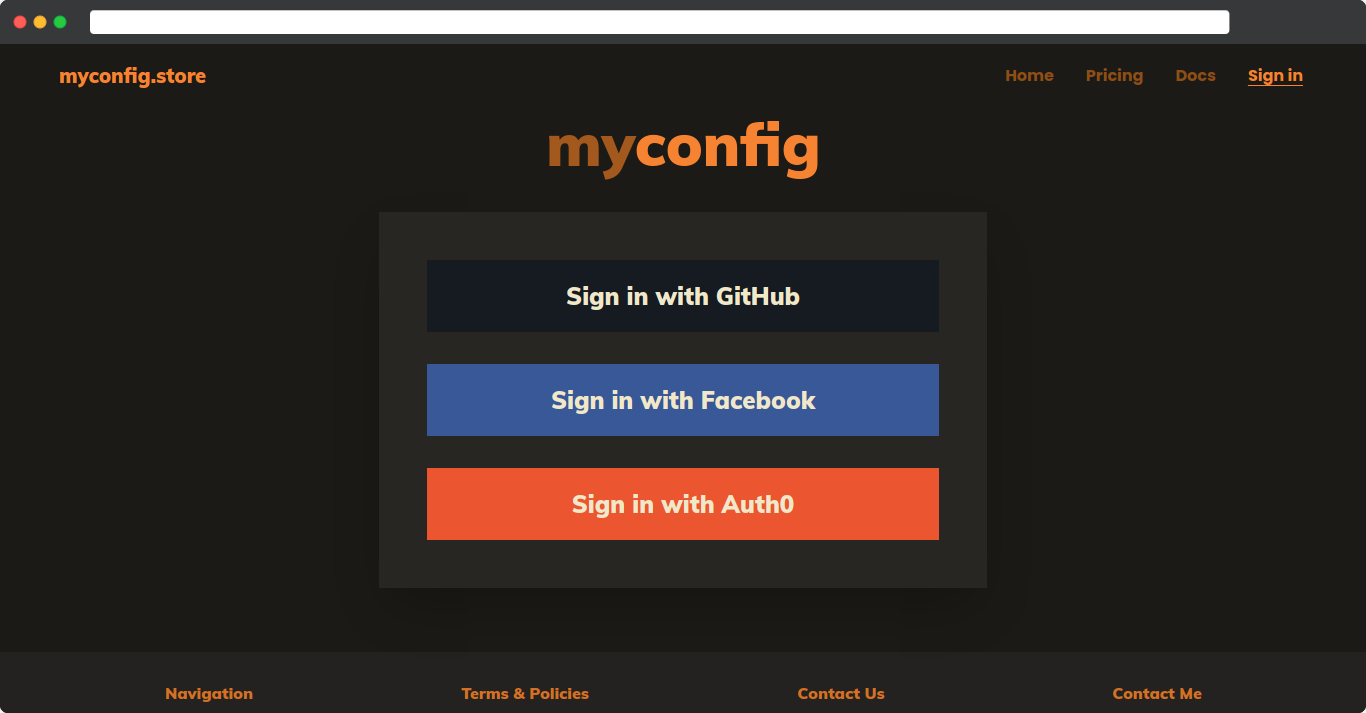 myconfig.store Home Pricing Docs Sign in
myconfig
Sign in with GitHub
Sign in with Facebook
Sign in with Auth0
Navigation Terms & Policies Contact Us Contact Me